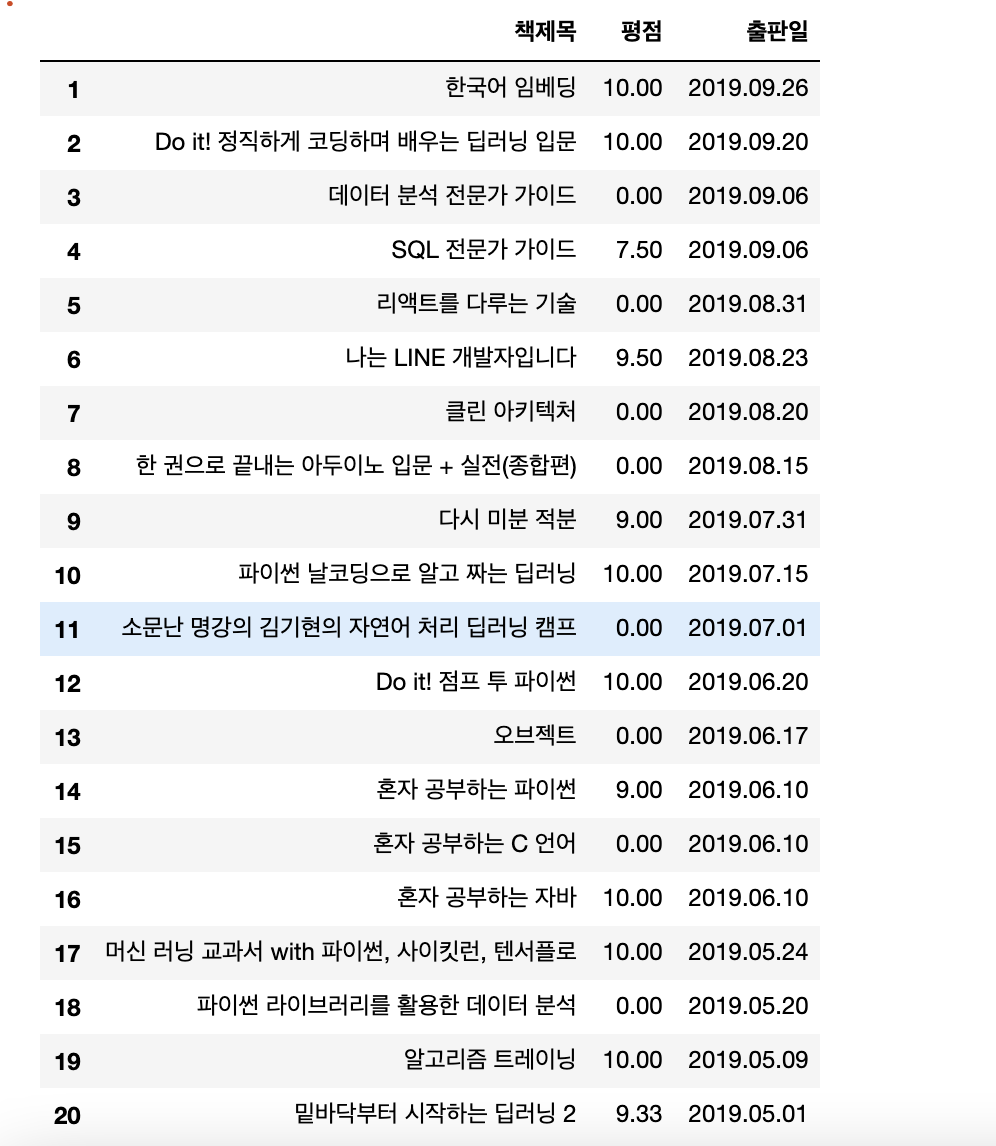 책제목 평점 출판일
1 한국어 임베딩 10.00 2019.09.26
2 Do it! 정직하게 코딩하며 배우는 딥러닝 입문 10.00 2019.09.20
3 데이터 분석 전문가 가이드 0.00 2019.09.06
4 SQL 전문가 가이드 7.50 2019.09.06
5 리액트를 다루는 기술 0.00 2019.08.31
6 나는 LINE 개발자입니다 9.50 2019.08.23
7 클린 아키텍처 0.00 2019.08.20
8 한 권으로 끝내는 아두이노 입문 + 실전(종합편) 0.00 2019.08.15
9 다시 미분 적분 9.00 2019.07.31
10 파이썬 날코딩으로 알고 짜는 딥러닝 10.00 2019.07.15
11 소문난 명강의 김기현의 자연어 처리 딥러닝 캠프 0.00 2019.07.01
12 Do it! 점프 투 파이썬 10.00 2019.06.20
13 오브젝트 0.00 2019.06.17
14 혼자 공부하는 파이썬 9.00 2019.06.10
15 혼자 공부하는 C 언어 0.00 2019.06.10
16 혼자 공부하는 자바 10.00 2019.06.10
17 머신 러닝 교과서 with 파이썬, 사이킷런, 텐서플로 10.00 2019.05.24
18 파이썬 라이브러리를 활용한 데이터 분석 0.00 2019.05.20
19 알고리즘 트레이닝 10.00 2019.05.09
20 밑바닥부터 시작하는 딥러닝 2 9.33 2019.05.01